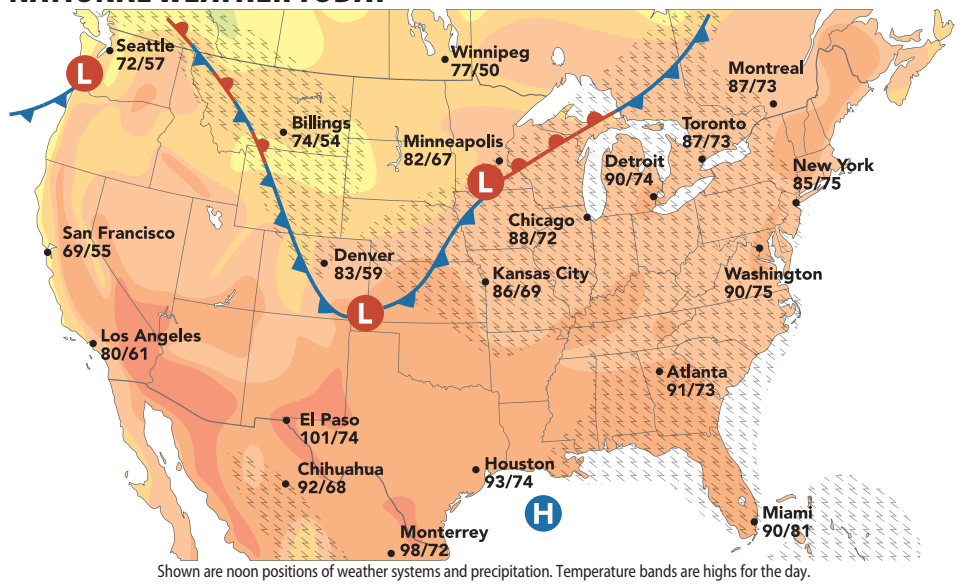 NATIONAL WEATHER TODAY
Seattle
72/57
L
Winnipeg
77/50
Montreal
87/73
Billings
74/54
Minneapolis
82/67
Toronto
87/73
Detroit
90/74
New York
85/75
L
Chicago
88/72
San Francisco
69/55
Denver
83/59
Kansas City
86/69
Washington
90/75
L
Los Angeles
80/61
Atlanta
91/73
El Paso
101/74
Chihuahua
92/68
Houston
93/74
H
Miami
90/81
Monterrey
98/72
Shown are noon positions of weather systems and precipitation. Temperature bands are highs for the day.